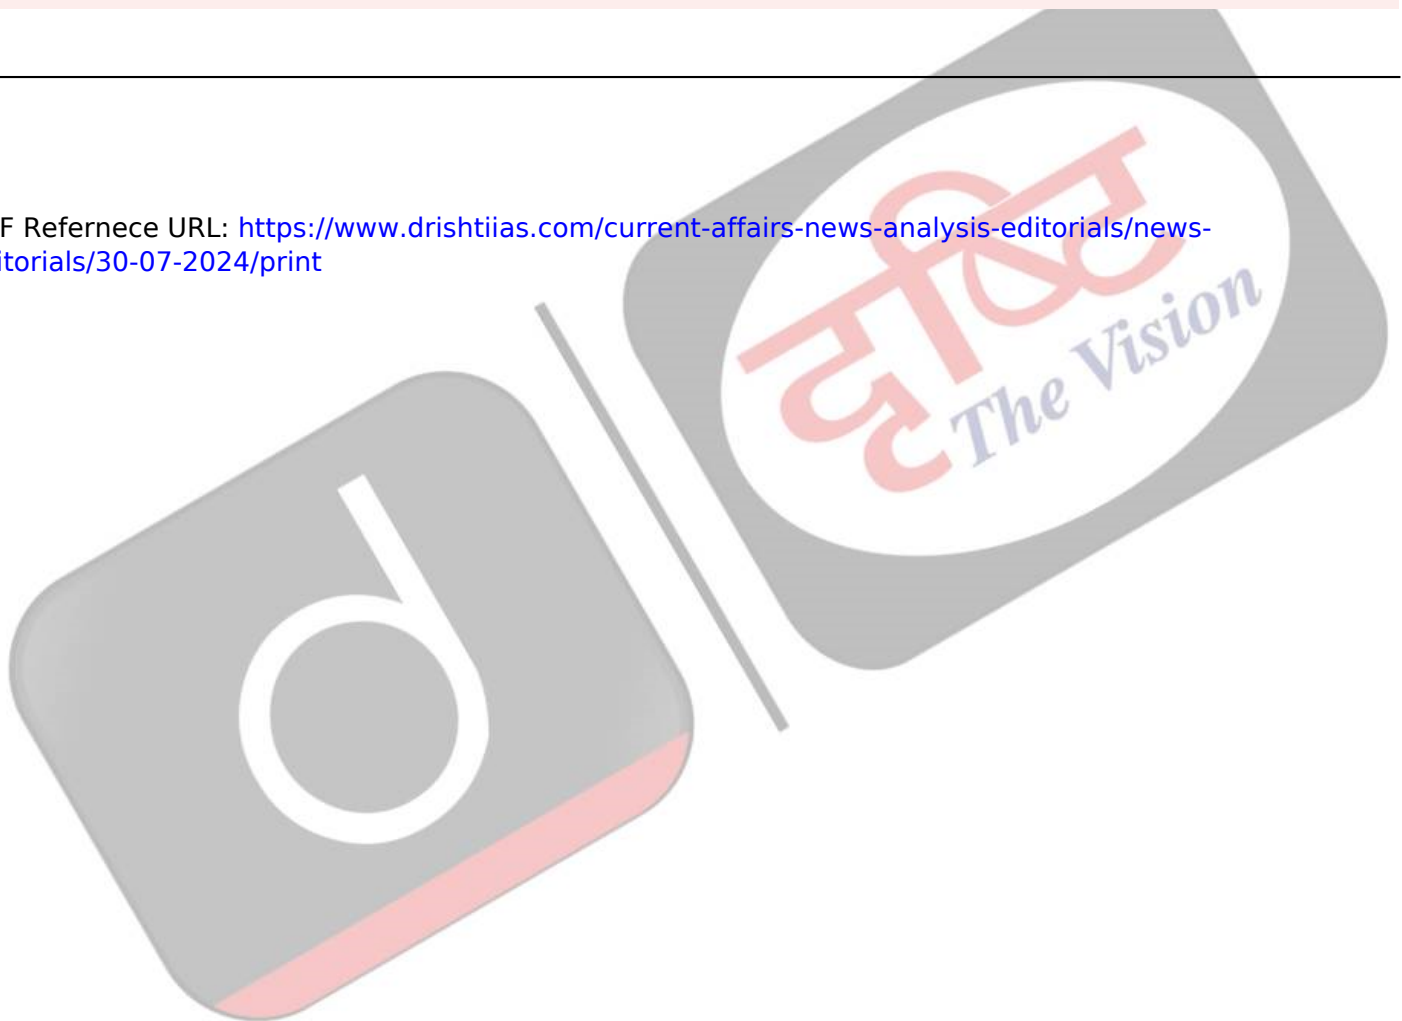 F Refernece URL: https://www.drishtiias.com/current-affairs-news-analysis-editorials/news-
itorials/30-07-2024/print
दृष्टि
The Vision
d